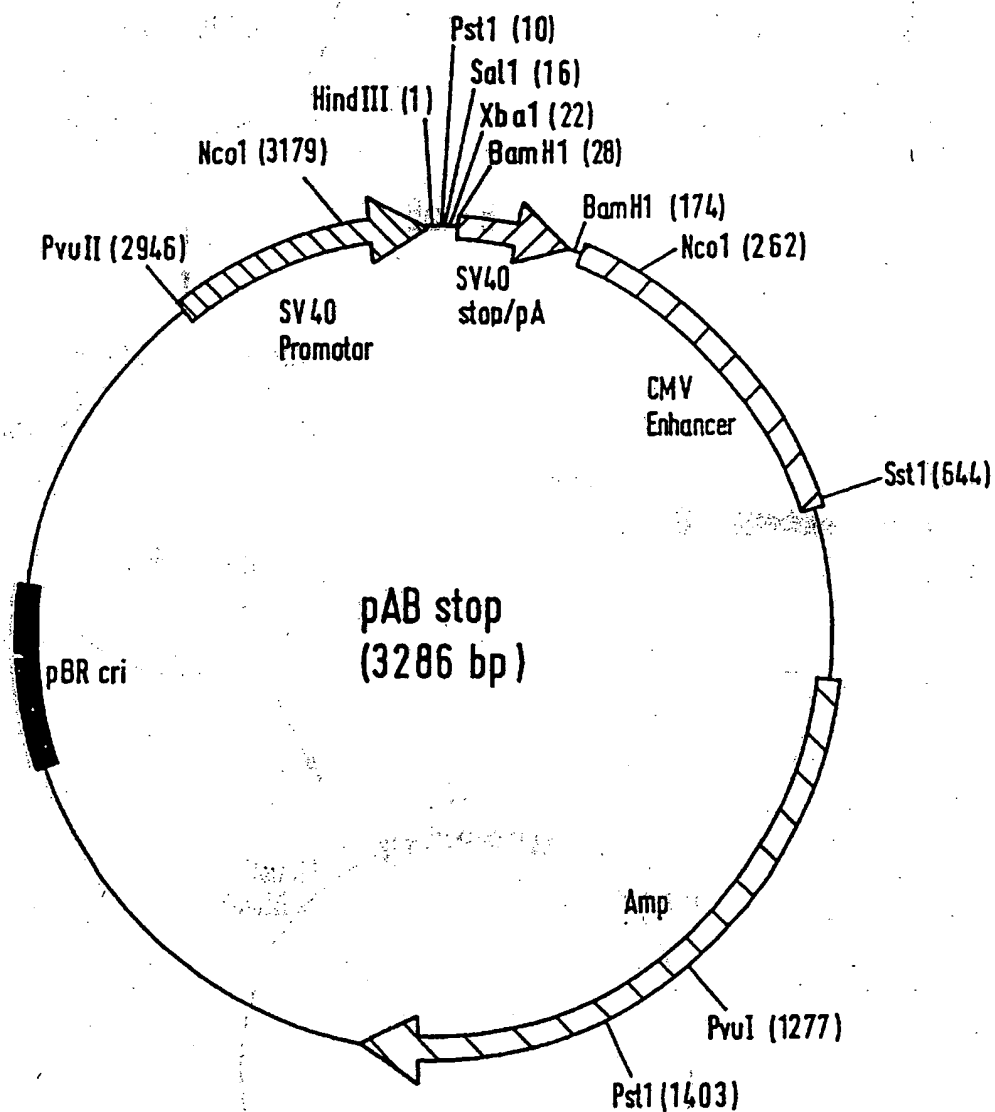 Pst1 (10)
Sal1 (16)
HindIII (1)
Xba1 (22)
Nco1 (3179)
BamH1 (28)
BamH1 (174)
PvuII (2946)
Nco1 (262)
SV40
Promotor
SV40
stop/pA
CMV
Enhancer
Sst1(644)
pAB stop
(3286 bp)
pBR cri
Amp
PvuI (1277)
Pst1(1403)